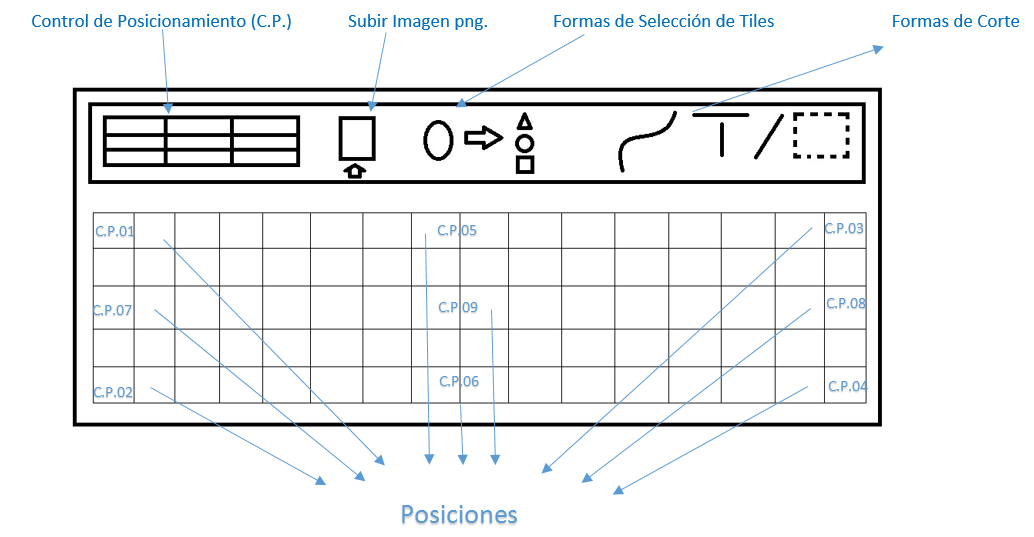 Control de Posicionamiento (C.P.)
Subir Imagen png.
Formas de Selección de Tiles
Formas de Corte
C.P.01
C.P.05
C.P.03
C.P.07
C.P.09
C.P.08
C.P.02
C.P.06
C.P.04
Posiciones